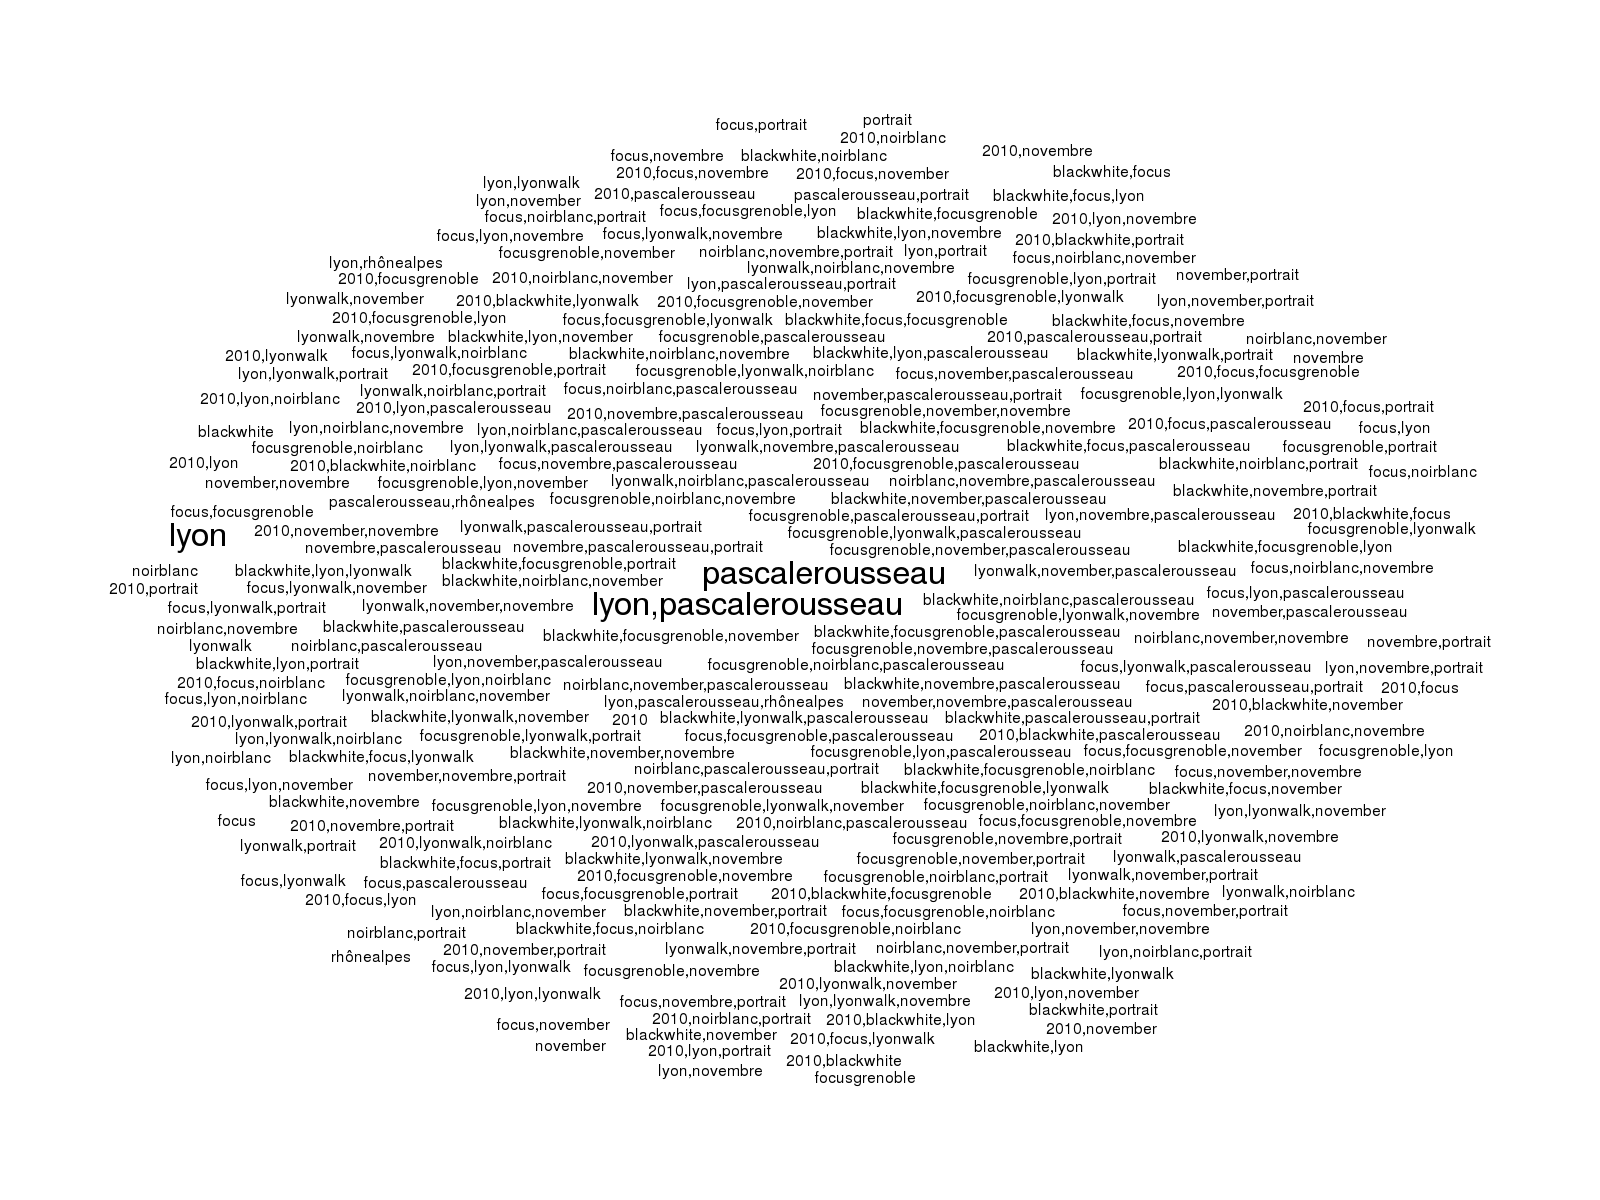 focus,portrait portrait
2010,noirblanc
focus,novembre blackwhite,noirblanc 2010,novembre
2010,focus,novembre 2010,focus,november blackwhite,focus
lyon,lyonwalk 2010,pascalerousseau pascalerousseau,portrait blackwhite,focus,lyon
lyon,november focus,focusgrenoble,lyon blackwhite,focusgrenoble
focus,noirblanc,portrait 2010,lyon,novembre
focus,lyon,novembre focus,lyonwalk,novembre blackwhite,lyon,novembre 2010,blackwhite,portrait
focusgrenoble,november noirblanc,novembre,portrait lyon,portrait focus,noirblanc,november
lyon,rhônealpes lyonwalk,noirblanc,novembre
2010,focusgrenoble 2010,noirblanc,november lyon,pascalerousseau,portrait focusgrenoble,lyon,portrait november,portrait
lyonwalk,november 2010,blackwhite,lyonwalk 2010,focusgrenoble,november 2010,focusgrenoble,lyonwalk lyon,november,portrait
2010,focusgrenoble,lyon focus,focusgrenoble,lyonwalk blackwhite,focus,focusgrenoble blackwhite,focus,novembre
lyonwalk,novembre blackwhite,lyon,november focusgrenoble,pascalerousseau 2010,pascalerousseau,portrait noirblanc,november
2010,lyonwalk focus,lyonwalk,noirblanc blackwhite,noirblanc,novembre blackwhite,lyon,pascalerousseau blackwhite,lyonwalk,portrait novembre
lyon,lyonwalk,portrait 2010,focusgrenoble,portrait focusgrenoble,lyonwalk,noirblanc focus,november,pascalerousseau 2010,focus,focusgrenoble
2010,lyon,noirblanc lyonwalk,noirblanc,portrait focus,noirblanc,pascalerousseau november,pascalerousseau,portrait focusgrenoble,lyon,lyonwalk
2010,lyon,pascalerousseau 2010,novembre,pascalerousseau focusgrenoble,november,novembre 2010,focus,portrait
blackwhite lyon,noirblanc,novembre lyon,noirblanc,pascalerousseau focus,lyon,portrait blackwhite,focusgrenoble,novembre 2010,focus,pascalerousseau focus,lyon
focusgrenoble,noirblanc lyon,lyonwalk,pascalerousseau lyonwalk,novembre,pascalerousseau blackwhite,focus,pascalerousseau focusgrenoble,portrait
2010,lyon 2010,blackwhite,noirblanc focus,novembre,pascalerousseau 2010,focusgrenoble,pascalerousseau blackwhite,noirblanc,portrait focus,noirblanc
november,novembre focusgrenoble,lyon,november lyonwalk,noirblanc,pascalerousseau noirblanc,novembre,pascalerousseau blackwhite,novembre,portrait
focus,focusgrenoble pascalerousseau,rhônealpes focusgrenoble,noirblanc,novembre blackwhite,november,pascalerousseau
focusgrenoble,pascalerousseau,portrait lyon,novembre,pascalerousseau 2010,blackwhite,focus
lyon 2010,november,novembre lyonwalk,pascalerousseau,portrait focusgrenoble,lyonwalk,pascalerousseau focusgrenoble,lyonwalk
novembre,pascalerousseau novembre,pascalerousseau,portrait focusgrenoble,november,pascalerousseau blackwhite,focusgrenoble,lyon
noirblanc blackwhite,lyon,lyonwalk blackwhite,focusgrenoble,portrait pascalerousseau lyonwalk,november,pascalerousseau focus,noirblanc,novembre
2010,portrait focus,lyonwalk,november blackwhite,noirblanc,november focus,lyon,pascalerousseau
focus,lyonwalk,portrait lyonwalk,november,novembre lyon,pascalerousseau blackwhite,noirblanc,pascalerousseau
focusgrenoble,lyonwalk,novembre november,pascalerousseau
noirblanc,novembre blackwhite,pascalerousseau blackwhite,focusgrenoble,november blackwhite,focusgrenoble,pascalerousseau noirblanc,november,novembre novembre,portrait
lyonwalk noirblanc,pascalerousseau focusgrenoble,novembre,pascalerousseau
blackwhite,lyon,portrait lyon,november,pascalerousseau focusgrenoble,noirblanc,pascalerousseau focus,lyonwalk,pascalerousseau lyon,novembre,portrait
2010,focus,noirblanc focusgrenoble,lyon,noirblanc noirblanc,november,pascalerousseau blackwhite,novembre,pascalerousseau focus,pascalerousseau,portrait 2010,focus
focus,lyon,noirblanc lyonwalk,noirblanc,november lyon,pascalerousseau,rhônealpes november,novembre,pascalerousseau 2010,blackwhite,november
2010,lyonwalk,portrait blackwhite,lyonwalk,november 2010 blackwhite,lyonwalk,pascalerousseau blackwhite,pascalerousseau,portrait
lyon,lyonwalk,noirblanc focusgrenoble,lyonwalk,portrait focus,focusgrenoble,pascalerousseau 2010,blackwhite,pascalerousseau 2010,noirblanc,novembre
lyon,noirblanc blackwhite,focus,lyonwalk blackwhite,november,novembre focusgrenoble,lyon,pascalerousseau focus,focusgrenoble,november focusgrenoble,lyon
november,novembre,portrait noirblanc,pascalerousseau,portrait blackwhite,focusgrenoble,noirblanc focus,november,novembre
focus,lyon,november 2010,november,pascalerousseau blackwhite,focusgrenoble,lyonwalk blackwhite,focus,november
blackwhite,novembre focusgrenoble,lyon,novembre focusgrenoble,lyonwalk,november focusgrenoble,noirblanc,november lyon,lyonwalk,november
focus 2010,novembre,portrait blackwhite,lyonwalk,noirblanc 2010,noirblanc,pascalerousseau focus,focusgrenoble,novembre
lyonwalk,portrait 2010,lyonwalk,noirblanc 2010,lyonwalk,pascalerousseau focusgrenoble,novembre,portrait 2010,lyonwalk,novembre
blackwhite,focus,portrait blackwhite,lyonwalk,novembre focusgrenoble,november,portrait lyonwalk,pascalerousseau
focus,lyonwalk focus,pascalerousseau 2010,focusgrenoble,novembre focusgrenoble,noirblanc,portrait lyonwalk,november,portrait
2010,focus,lyon focus,focusgrenoble,portrait 2010,blackwhite,focusgrenoble 2010,blackwhite,novembre lyonwalk,noirblanc
lyon,noirblanc,november blackwhite,november,portrait focus,focusgrenoble,noirblanc focus,november,portrait
noirblanc,portrait blackwhite,focus,noirblanc 2010,focusgrenoble,noirblanc lyon,november,novembre
rhônealpes 2010,november,portrait lyonwalk,novembre,portrait noirblanc,november,portrait lyon,noirblanc,portrait
focus,lyon,lyonwalk focusgrenoble,novembre blackwhite,lyon,noirblanc blackwhite,lyonwalk
2010,lyonwalk,november
2010,lyon,lyonwalk focus,novembre,portrait lyon,lyonwalk,novembre 2010,lyon,november
blackwhite,portrait
focus,november 2010,noirblanc,portrait 2010,blackwhite,lyon 2010,november
blackwhite,november 2010,focus,lyonwalk
november 2010,lyon,portrait blackwhite,lyon
2010,blackwhite
lyon,novembre focusgrenoble